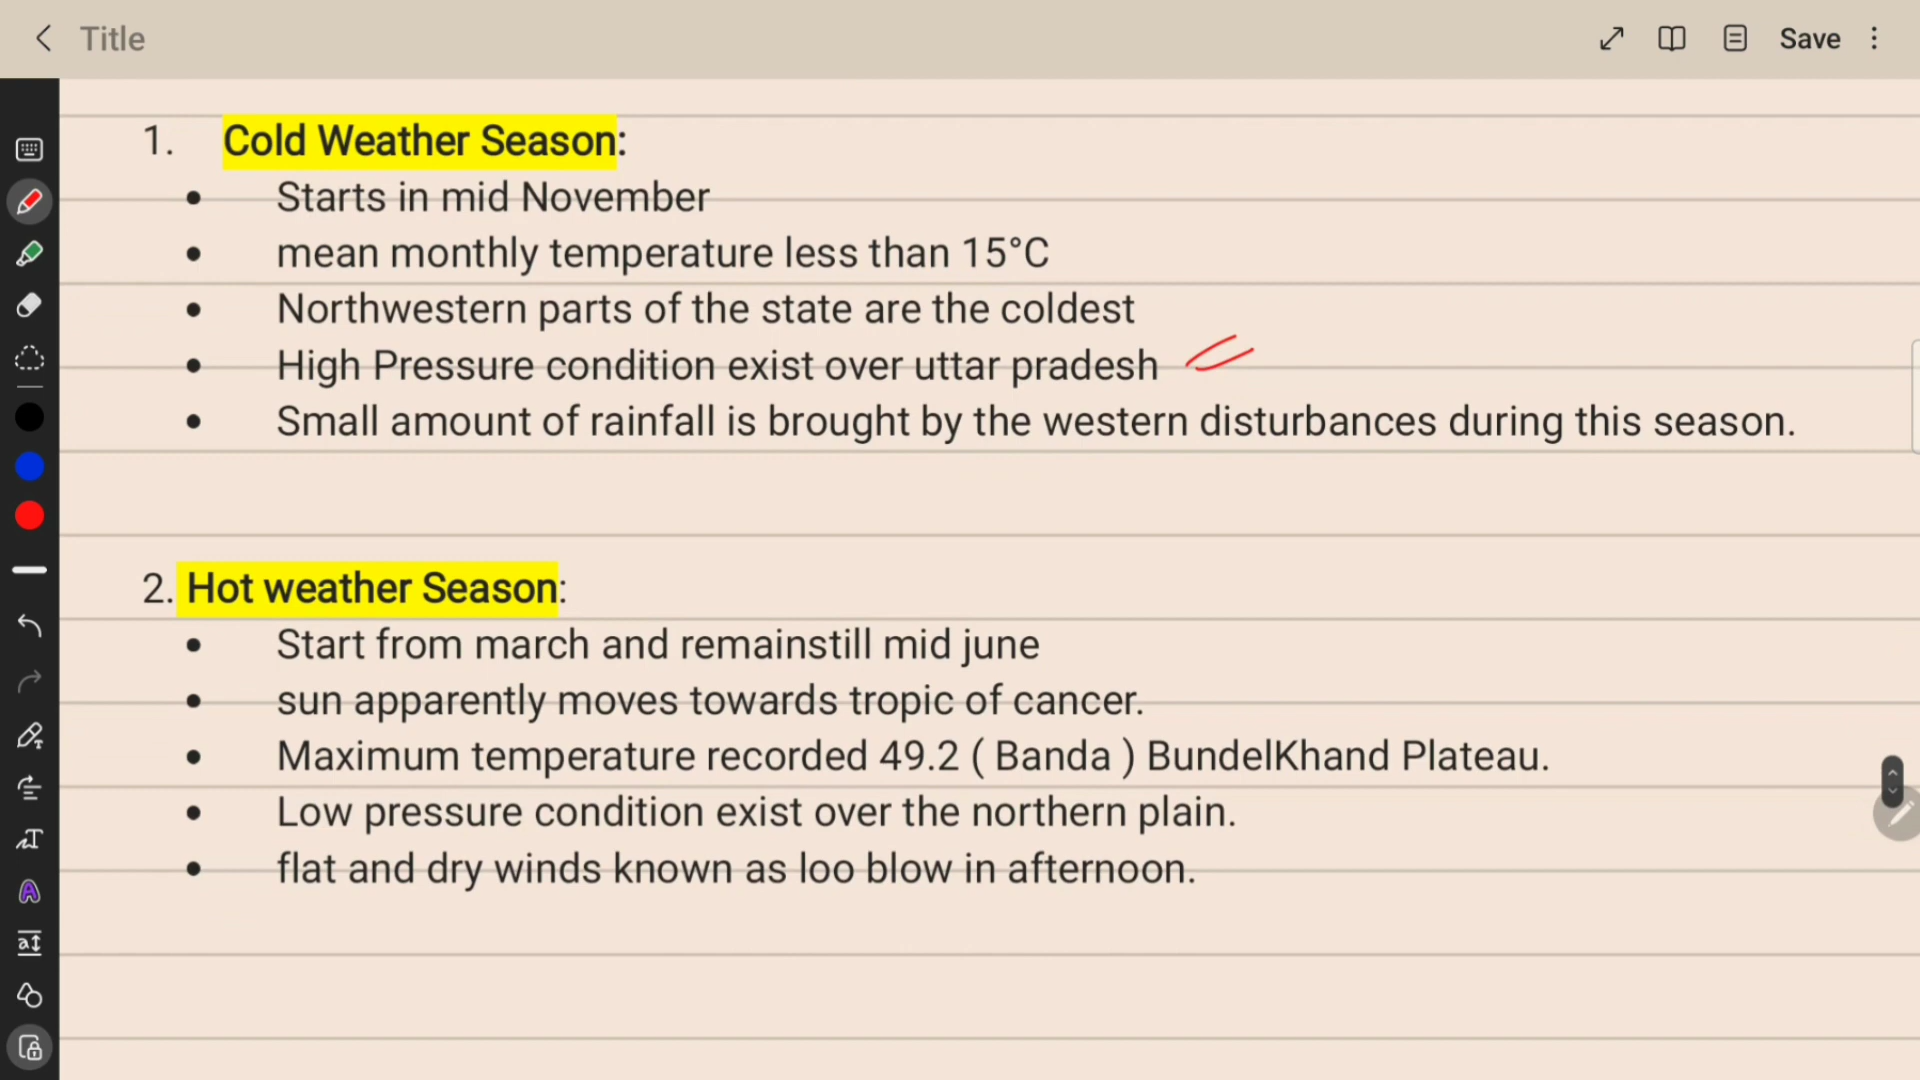 Title
Save
1. Cold Weather Season:
• Starts in mid November
• mean monthly temperature less than 15°C
• Northwestern parts of the state are the coldest
• High Pressure condition exist over uttar pradesh
• Small amount of rainfall is brought by the western disturbances during this season.
2. Hot weather Season:
• Start from march and remainstill mid june
• sun apparently moves towards tropic of cancer.
• Maximum temperature recorded 49.2 ( Banda ) BundelKhand Plateau.
• Low pressure condition exist over the northern plain.
• flat and dry winds known as loo blow in afternoon.